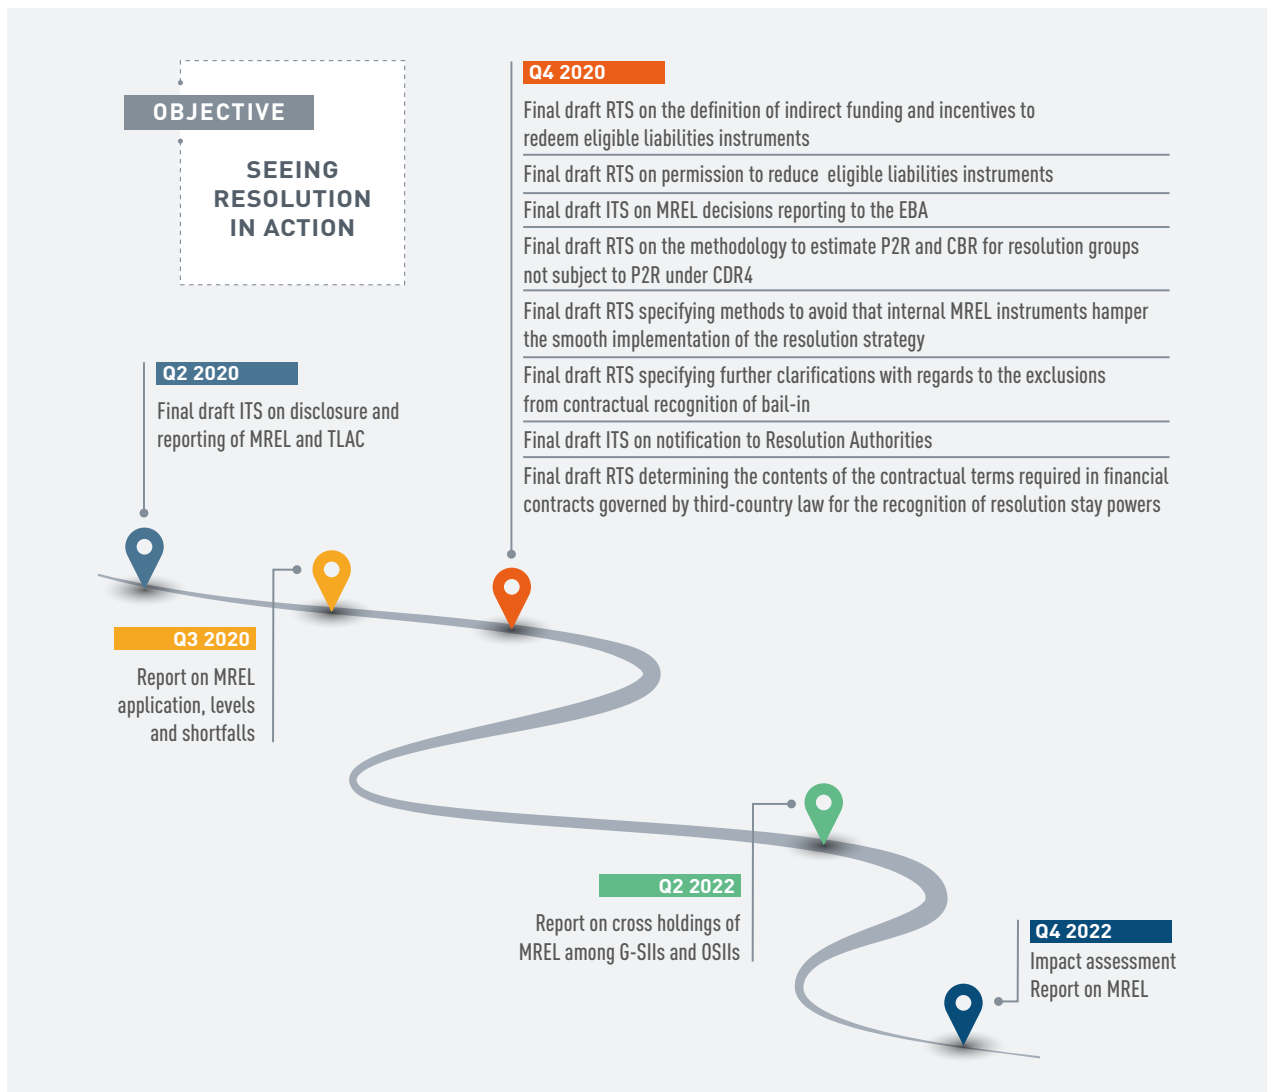 OBJECTIVE
SEEING
RESOLUTION
IN ACTION
Q4 2020
Final draft RTS on the definition of indirect funding and incentives to
redeem eligible liabilities instruments
Final draft RTS on permission to reduce eligible liabilities instruments
Final draft ITS on MREL decisions reporting to the EBA
Final draft RTS on the methodology to estimate P2R and CBR for resolution groups
not subject to P2R under CDR4
Final draft RTS specifying methods to avoid that internal MREL instruments hamper
the smooth implementation of the resolution strategy
Final draft RTS specifying further clarifications with regards to the exclusions
from contractual recognition of bail-in
Final draft ITS on notification to Resolution Authorities
Final draft RTS determining the contents of the contractual terms required in financial
contracts governed by third-country law for the recognition of resolution stay powers
Q2 2020
Final draft ITS on disclosure and
reporting of MREL and TLAC
Q3 2020
Report on MREL
application, levels
and shortfalls
Q2 2022
Report on cross holdings of
MREL among G-SIIs and OSIIs
Q4 2022
Impact assessment
Report on MREL